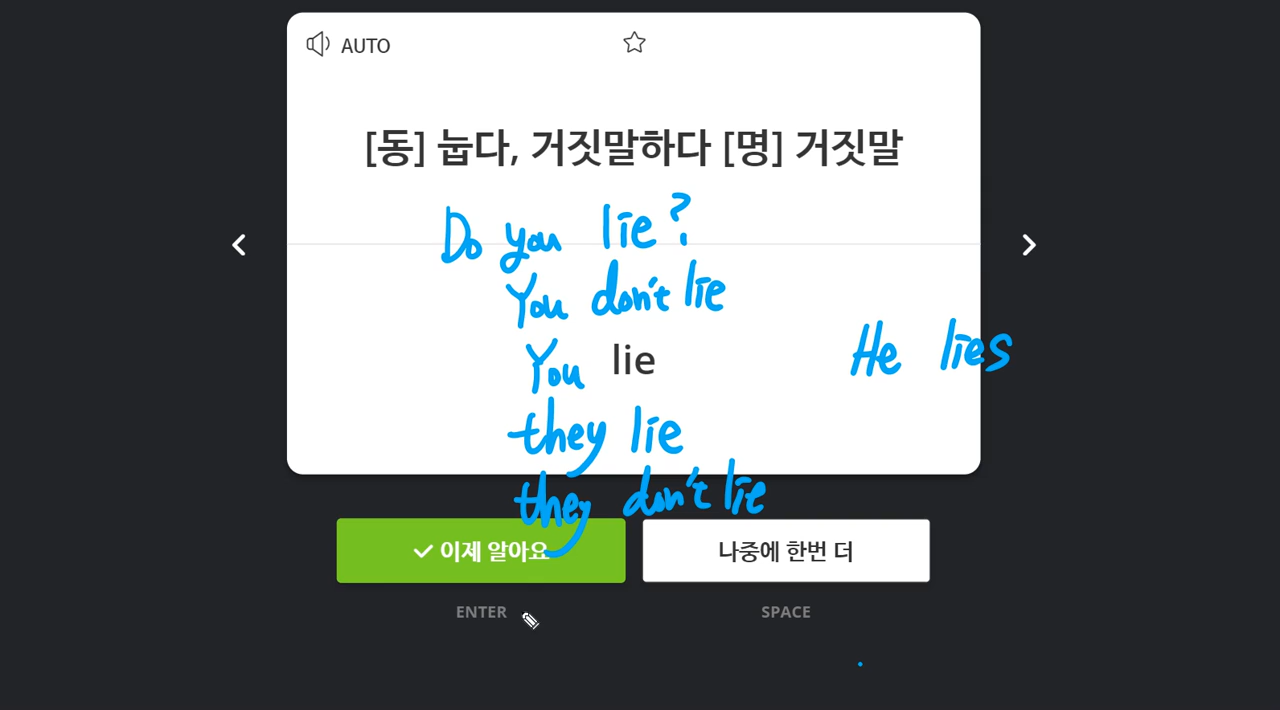 AUTO
[동] 눕다, 거짓말하다 [명] 거짓말
Do you lie?
You don't lie
You lie
He lies
they lie
they don't lie
이제 알아요
나중에 한번 더
ENTER
SPACE